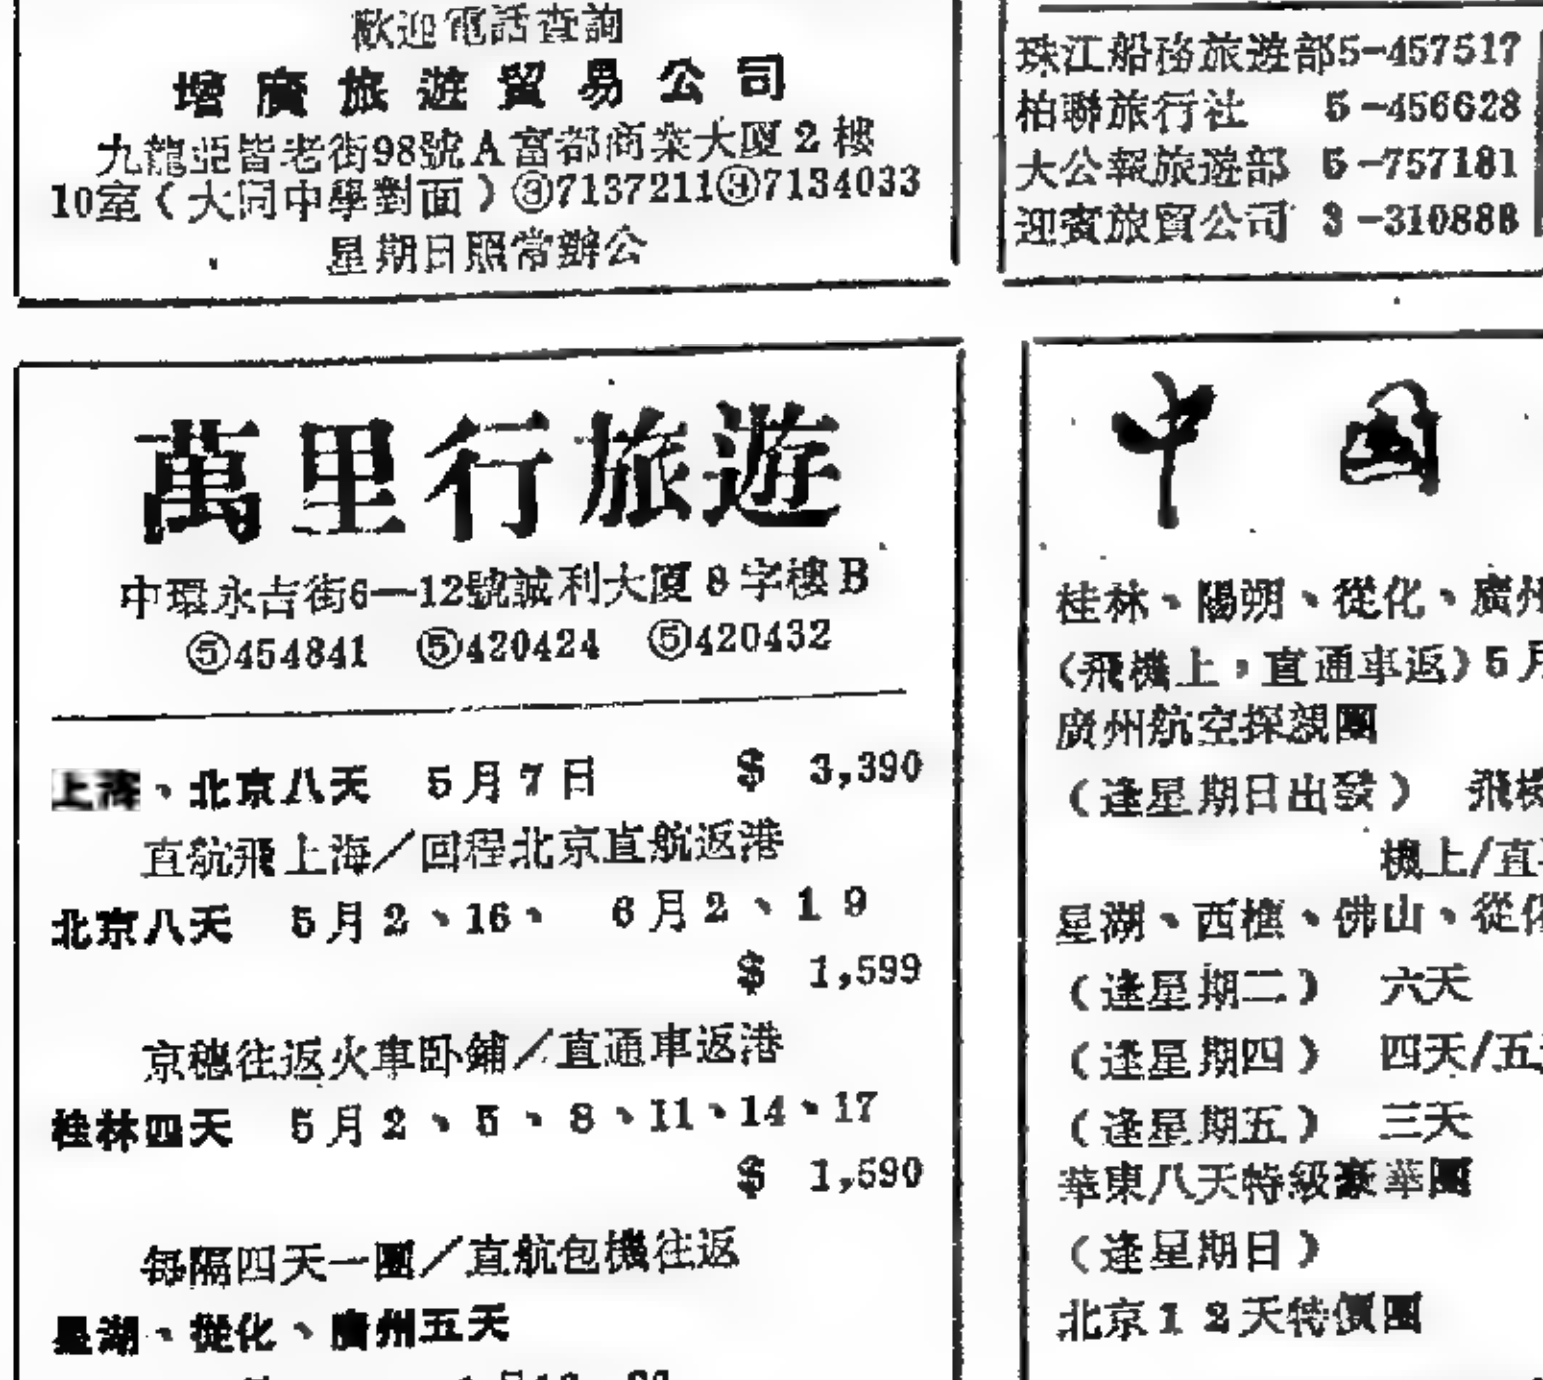 歡迎電話查詢
增廣旅遊貿易公司
九龍亞皆老街98號A富都商業大厦2樓
10室（大同中學對面）③7137211③7134033
星期日照常辦公
珠江船務旅遊部5-457517
柏聯旅行社 5-456628
大公報旅遊部 5-757181
迎賓旅貿公司 3-310888
萬里行旅遊
中環永吉街6—12號誠利大厦8字樓B
⑤454841 ⑤420424 ⑤420432
上海、北京八天 5月7日 $ 3,390
直航飛上海／回程北京直航返港
北京八天 5月2、16、 6月2、19
$ 1,599
京穗往返火車卧鋪／直通車返港
桂林四天 5月2、5、8、11、14、17
$ 1,590
每隔四天一團／直航包機往返
星湖、從化、廣州五天
中國
桂林、陽朔、從化、廣州
（飛機上，直通車返）5月
廣州航空探親團
（逢星期日出發） 飛機
機上/直
星湖、西樵、佛山、從化
（逢星期二） 六天
（逢星期四） 四天/五
（逢星期五） 三天
華東八天特級豪華團
（逢星期日）
北京12天特價團